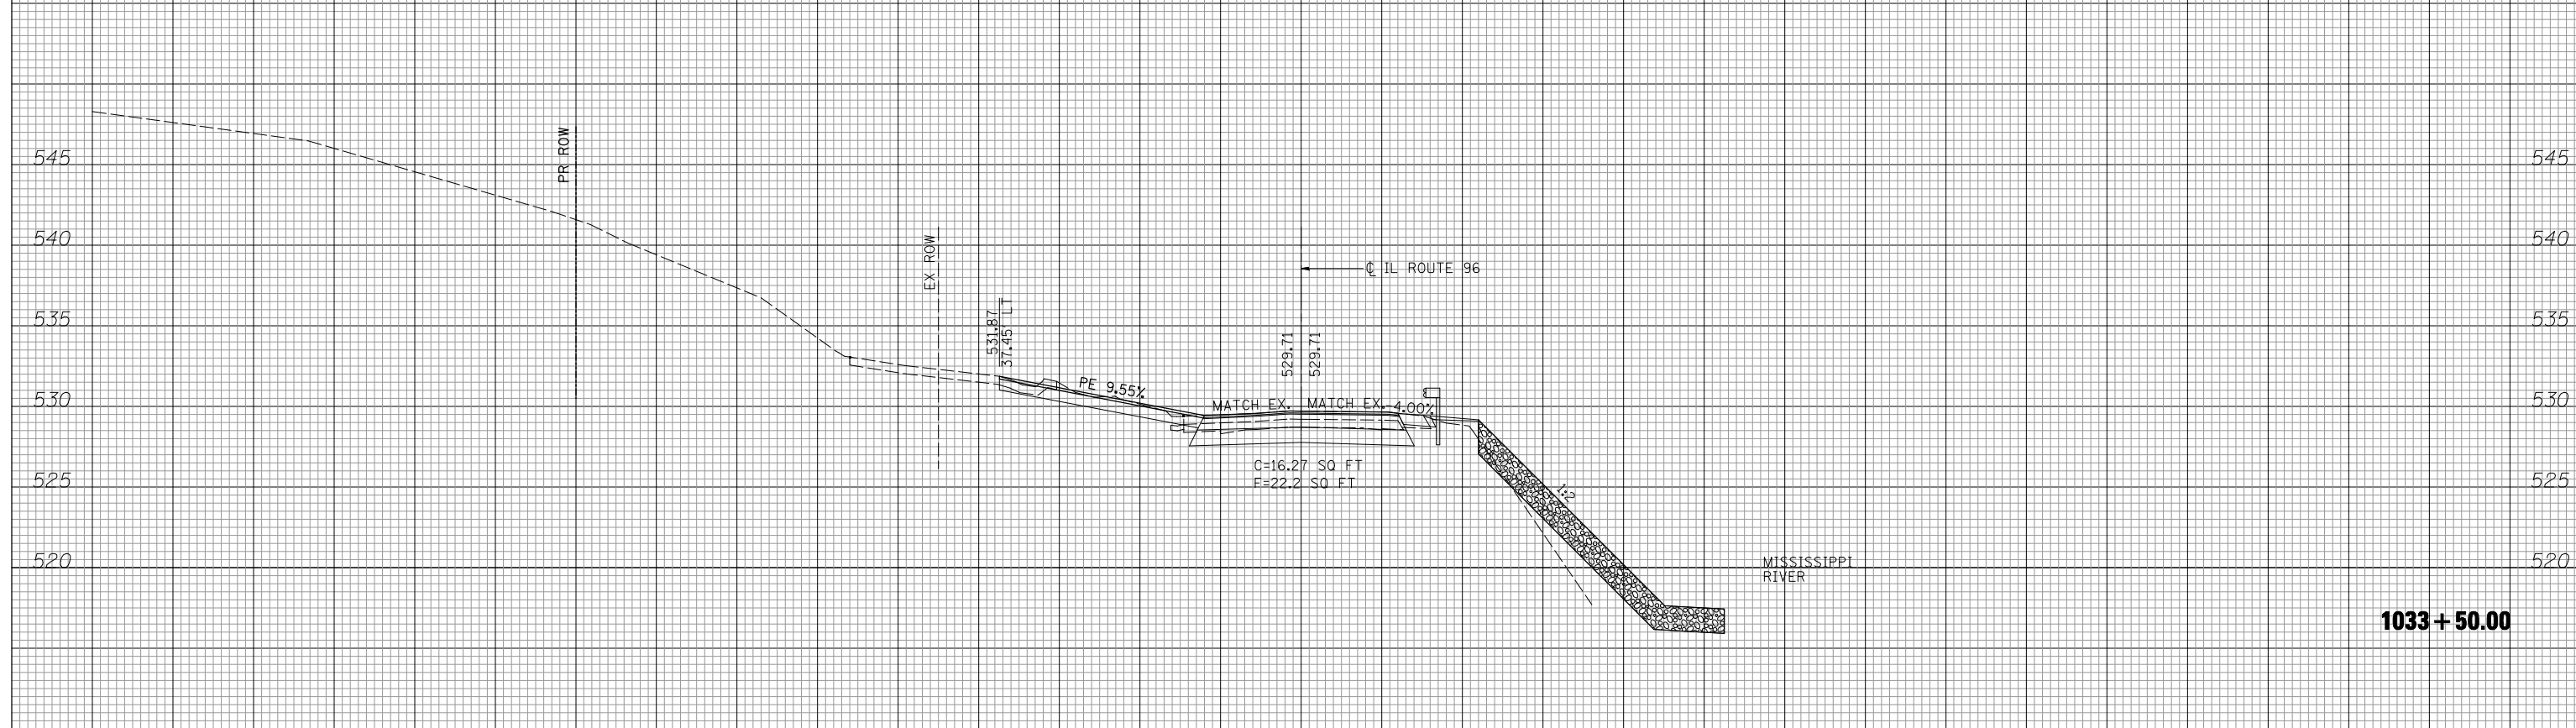 PR ROW
545
545
EX ROW
540
540
℄ IL ROUTE 96
531.87
37.45' LT
535
529.71
529.71
535
PE 9.55%
530
MATCH EX.
MATCH EX.
-4.00%
530
C=16.27 SQ FT
F=22.2 SQ FT
525
1:2
525
520
MISSISSIPPI
RIVER
520
1033+50.00